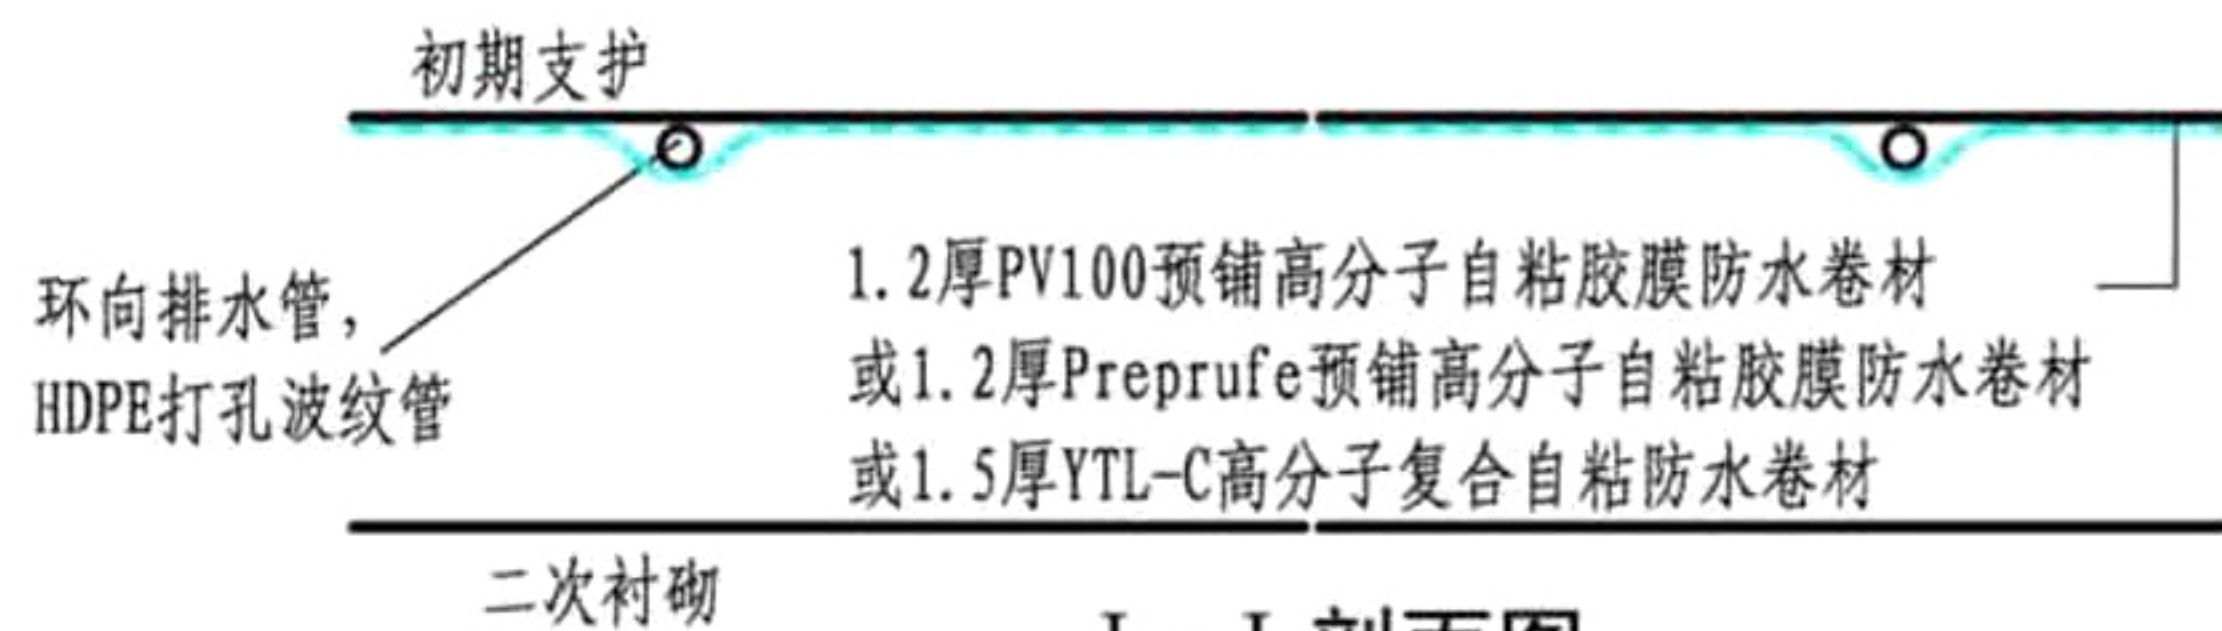 初期支护
环向排水管,
HDPE打孔波纹管
1.2厚PV100预铺高分子自粘胶膜防水卷材
或1.2厚Preprufe预铺高分子自粘胶膜防水卷材
或1.5厚YTL-C高分子复合自粘防水卷材
二次衬砌